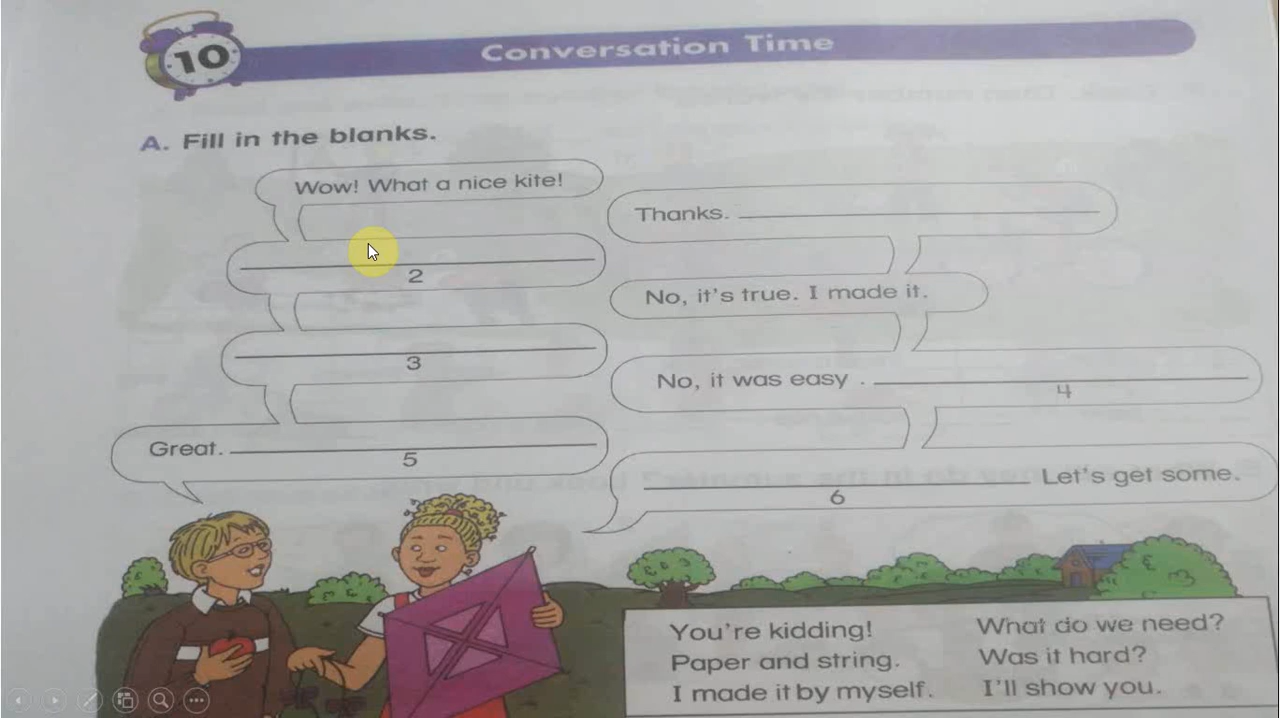 10
Conversation Time
A. Fill in the blanks.
Wow! What a nice kite!
Thanks.
2
No, it's true. I made it.
3
No, it was easy .
4
Great.
5
Let's get some.
6
You're kidding!
What do we need?
Paper and string.
Was it hard?
I made it by myself.
I'll show you.